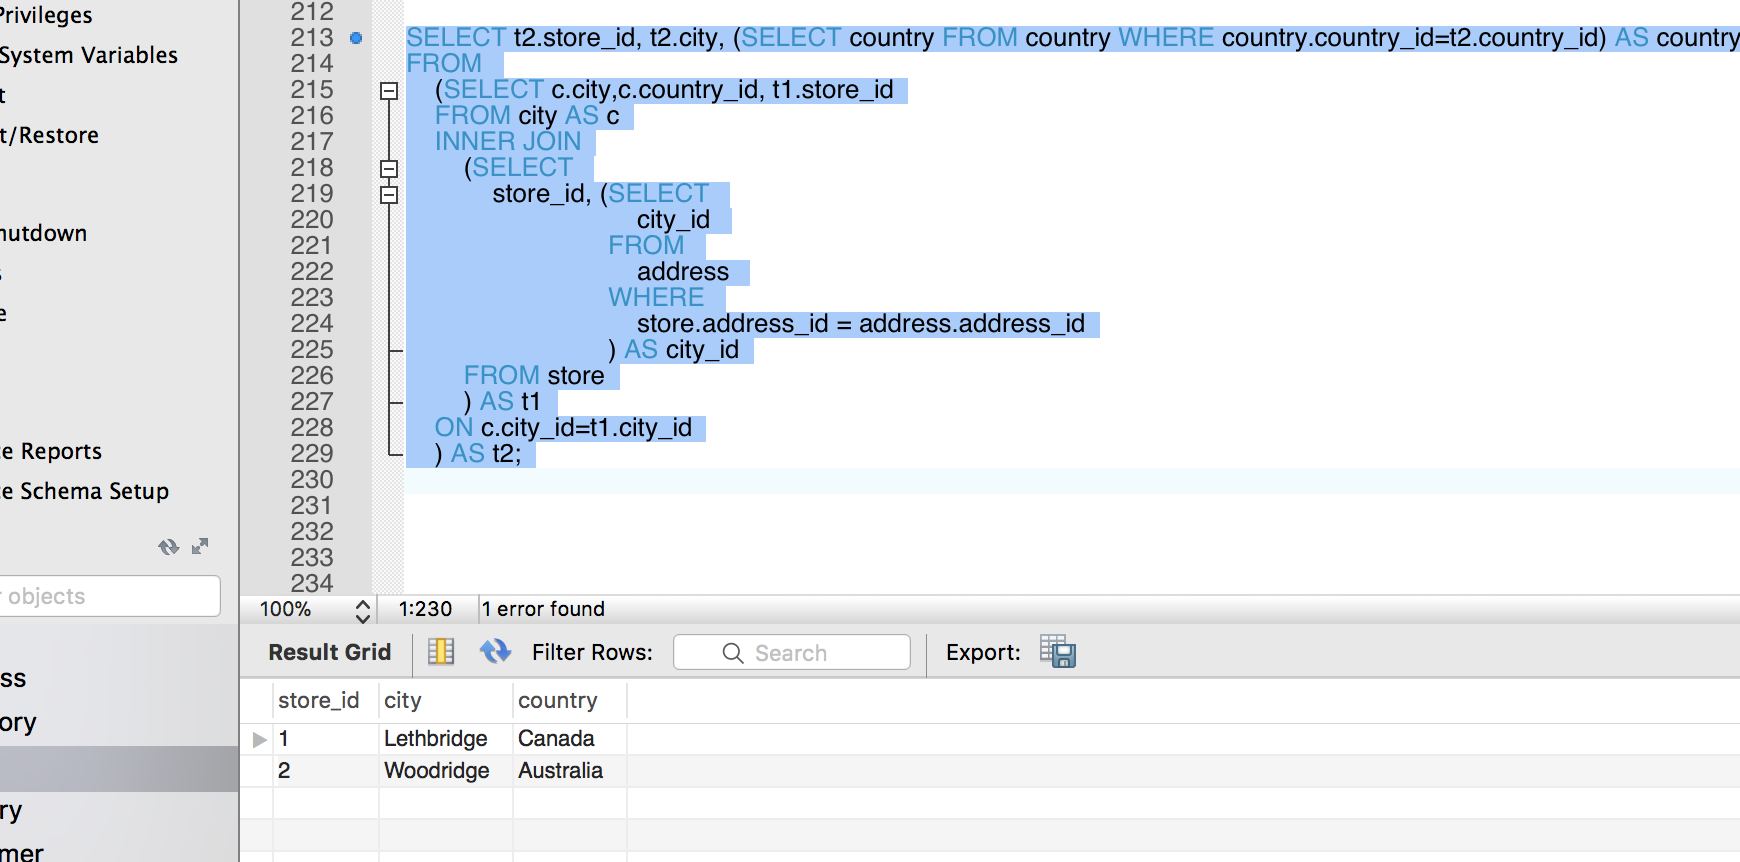 Privileges
System Variables
t
t/Restore
hutdown
s
e
e Reports
e Schema Setup
objects
ss
ory
ry
mer
212
213 SELECT t2.store_id, t2.city, (SELECT country FROM country WHERE country.country_id=t2.country_id) AS country
214 FROM
215 (SELECT c.city,c.country_id, t1.store_id
216 FROM city AS c
217 INNER JOIN
218 (SELECT
219 store_id, (SELECT
220 city_id
221 FROM
222 address
223 WHERE
224 store.address_id = address.address_id
225 ) AS city_id
226 FROM store
227 ) AS t1
228 ON c.city_id=t1.city_id
229 ) AS t2;
230
231
232
233
234
100% 1:230 1 error found
Result Grid Filter Rows: Search Export:
store_id city country
1 Lethbridge Canada
2 Woodridge Australia